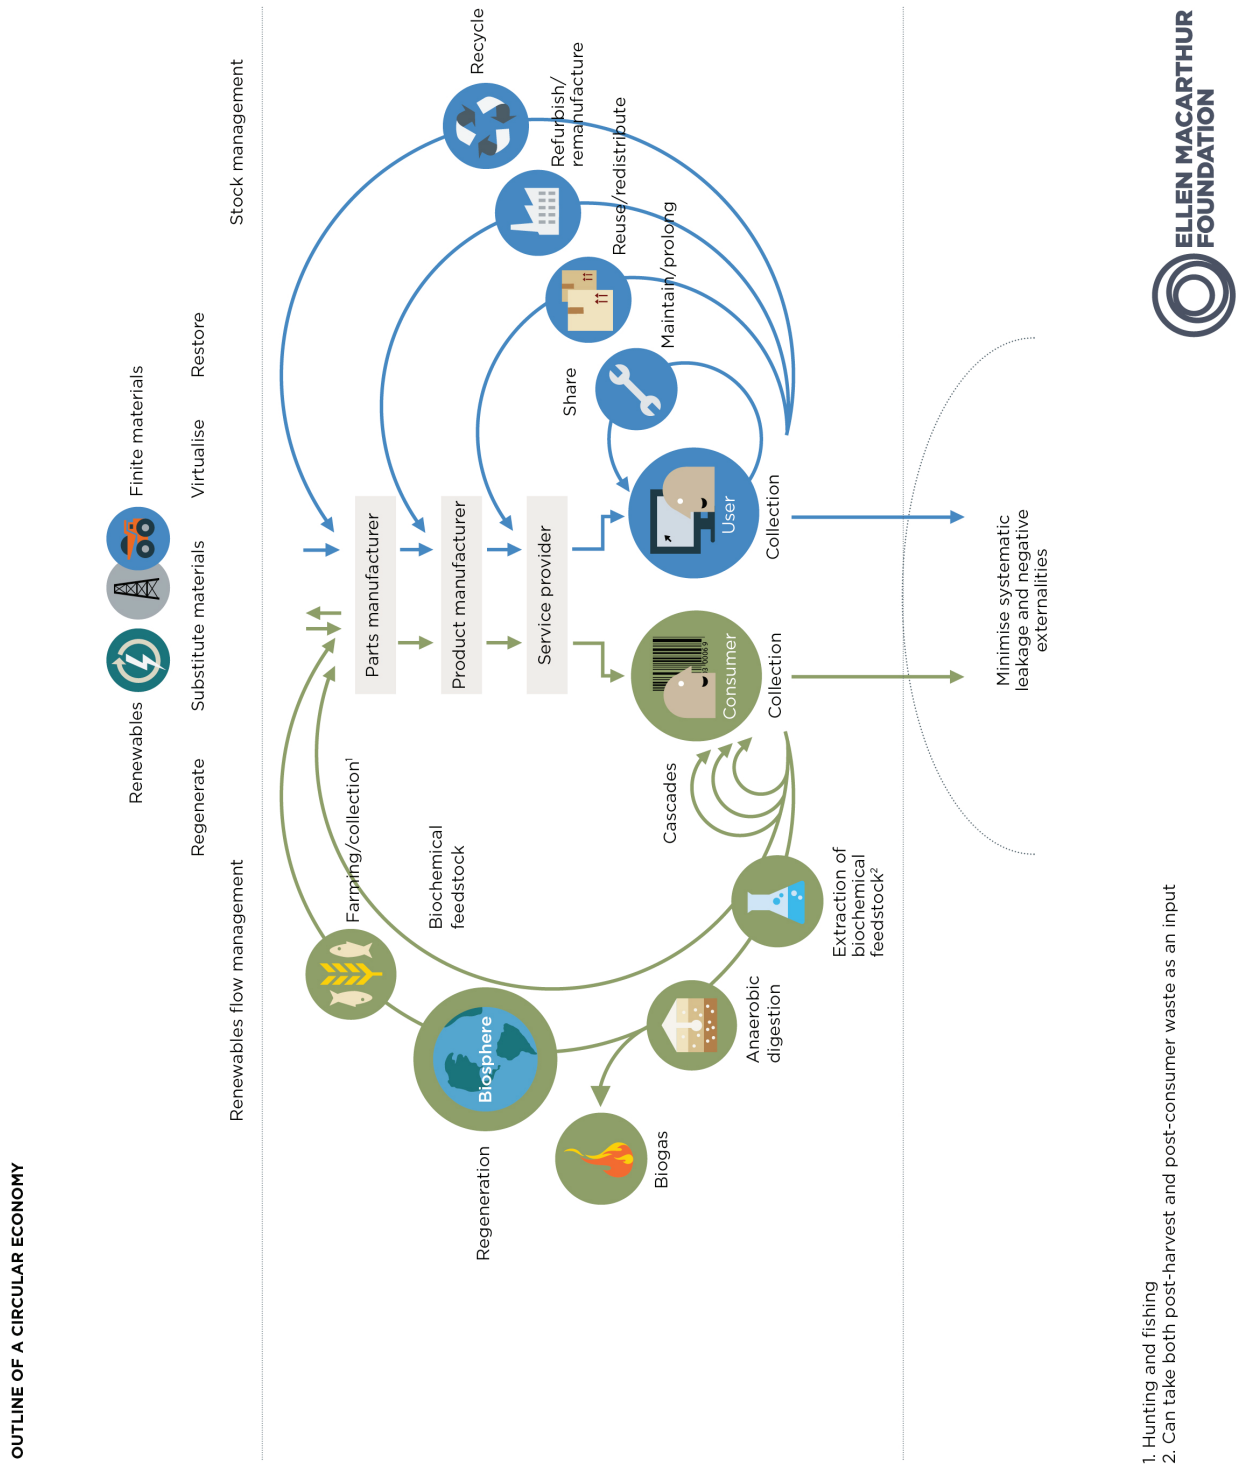 OUTLINE OF A CIRCULAR ECONOMY
Renewables
Finite materials
Regenerate
Substitute materials
Virtualise
Restore
Renewables flow management
Stock management
Farming/collection¹
Parts manufacturer
Biochemical
feedstock
Product manufacturer
Recycle
Regeneration
Biosphere
Service provider
Refurbish/
remanufacture
Share
Reuse/redistribute
Biogas
Cascades
Maintain/prolong
Consumer
User
Anaerobic
digestion
Collection
Collection
Extraction of
biochemical
feedstock²
Minimise systematic
leakage and negative
externalities
1. Hunting and fishing
2. Can take both post-harvest and post-consumer waste as an input
ELLEN MACARTHUR
FOUNDATION